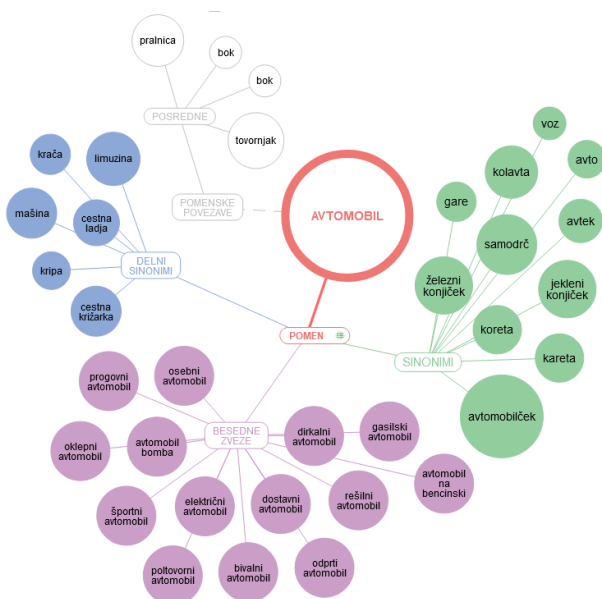 pralnica
bok
bok
POSREDNE
tovornjak
AVTOMOBIL
POMENSKE
POVEZAVE
krača
limuzina
mašina
cestna
ladja
DELNI
SINONIMI
kripa
cestna
križarka
POMEN
voz
avto
kolavta
gare
avtek
samodrč
železni
konjiček
jekleni
konjiček
koreta
kareta
SINONIMI
avtomobilček
progovni
avtomobil
osebni
avtomobil
BESEDNE
ZVEZE
dirkalni
avtomobil
gasilski
avtomobil
oklepni
avtomobil
avtomobil
bomba
avtomobil
na
bencinski
športni
avtomobil
električni
avtomobil
dostavni
avtomobil
rešilni
avtomobil
poltovorni
avtomobil
bivalni
avtomobil
odprti
avtomobil